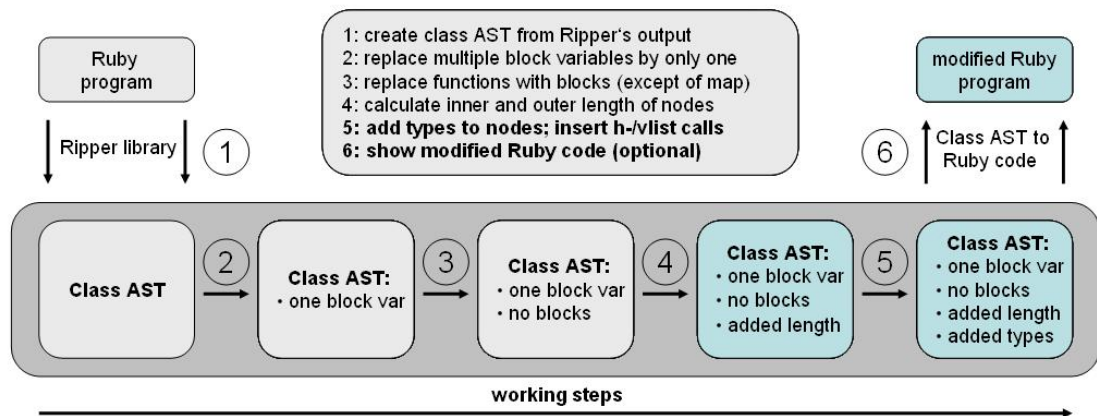 Ruby
program
Ripper library
1
1: create class AST from Ripper's output
2: replace multiple block variables by only one
3: replace functions with blocks (except of map)
4: calculate inner and outer length of nodes
5: add types to nodes; insert h-/vlist calls
6: show modified Ruby code (optional)
modified Ruby
program
6
Class AST to
Ruby code
Class AST
2
Class AST:
• one block var
3
Class AST:
• one block var
• no blocks
4
Class AST:
• one block var
• no blocks
• added length
5
Class AST:
• one block var
• no blocks
• added length
• added types
working steps